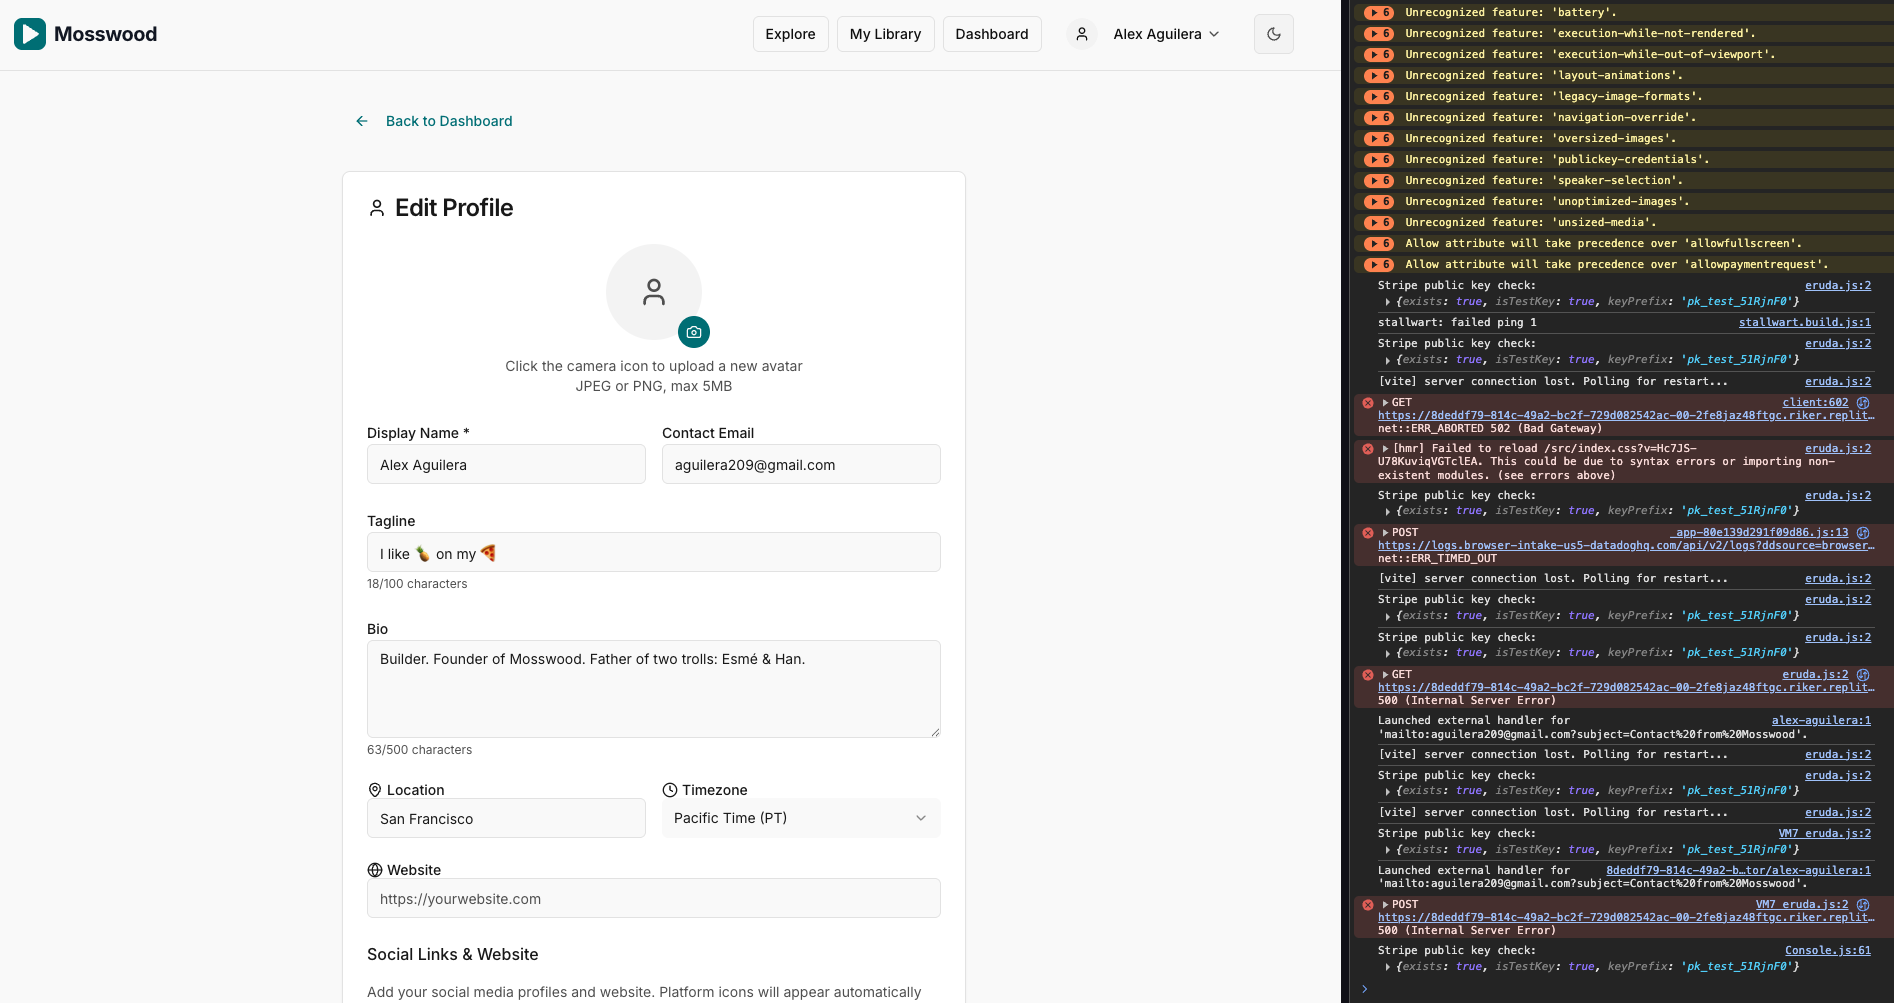 Mosswood
Explore
My Library
Dashboard
Alex Aguilera
Back to Dashboard
Edit Profile
Click the camera icon to upload a new avatar
JPEG or PNG, max 5MB
Display Name *
Contact Email
Alex Aguilera
aguilera209@gmail.com
Tagline
I like 🍍 on my 🍕
18/100 characters
Bio
Builder. Founder of Mosswood. Father of two trolls: Esmé & Han.
63/500 characters
Location
Timezone
San Francisco
Pacific Time (PT)
Website
https://yourwebsite.com
Social Links & Website
Add your social media profiles and website. Platform icons will appear automatically
6 Unrecognized feature: 'battery'.
6 Unrecognized feature: 'execution-while-not-rendered'.
6 Unrecognized feature: 'execution-while-out-of-viewport'.
6 Unrecognized feature: 'layout-animations'.
6 Unrecognized feature: 'legacy-image-formats'.
6 Unrecognized feature: 'navigation-override'.
6 Unrecognized feature: 'oversized-images'.
6 Unrecognized feature: 'publickey-credentials'.
6 Unrecognized feature: 'speaker-selection'.
6 Unrecognized feature: 'unoptimized-images'.
6 Unrecognized feature: 'unsized-media'.
6 Allow attribute will take precedence over 'allowfullscreen'.
6 Allow attribute will take precedence over 'allowpaymentrequest'.
Stripe public key check: eruda.js:2
{exists: true, isTestKey: true, keyPrefix: 'pk_test_51RjnF0'}
stallwart: failed ping 1 stallwart.build.js:1
Stripe public key check: eruda.js:2
{exists: true, isTestKey: true, keyPrefix: 'pk_test_51RjnF0'}
[vite] server connection lost. Polling for restart... eruda.js:2
GET client:602
https://8deddf79-814c-49a2-bc2f-729d082542ac-00-2fe8jaz48ftgc.riker.replit…
net::ERR_ABORTED 502 (Bad Gateway)
[hmr] Failed to reload /src/index.css?v=Hc7JS- eruda.js:2
U78KuviqVGTclEA. This could be due to syntax errors or importing non-
existent modules. (see errors above)
Stripe public key check: eruda.js:2
{exists: true, isTestKey: true, keyPrefix: 'pk_test_51RjnF0'}
POST _app-80e139d291f09d86.js:13
https://logs.browser-intake-us5-datadoghq.com/api/v2/logs?ddsource=browser…
net::ERR_TIMED_OUT
[vite] server connection lost. Polling for restart... eruda.js:2
Stripe public key check: eruda.js:2
{exists: true, isTestKey: true, keyPrefix: 'pk_test_51RjnF0'}
Stripe public key check: eruda.js:2
{exists: true, isTestKey: true, keyPrefix: 'pk_test_51RjnF0'}
GET eruda.js:2
https://8deddf79-814c-49a2-bc2f-729d082542ac-00-2fe8jaz48ftgc.riker.replit…
500 (Internal Server Error)
Launched external handler for alex-aguilera:1
'mailto:aguilera209@gmail.com?subject=Contact%20from%20Mosswood'.
[vite] server connection lost. Polling for restart... eruda.js:2
Stripe public key check: eruda.js:2
{exists: true, isTestKey: true, keyPrefix: 'pk_test_51RjnF0'}
[vite] server connection lost. Polling for restart... eruda.js:2
Stripe public key check: VM7 eruda.js:2
{exists: true, isTestKey: true, keyPrefix: 'pk_test_51RjnF0'}
Launched external handler for 8deddf79-814c-49a2-b…tor/alex-aguilera:1
'mailto:aguilera209@gmail.com?subject=Contact%20from%20Mosswood'.
POST VM7 eruda.js:2
https://8deddf79-814c-49a2-bc2f-729d082542ac-00-2fe8jaz48ftgc.riker.replit…
500 (Internal Server Error)
Stripe public key check: Console.js:61
{exists: true, isTestKey: true, keyPrefix: 'pk_test_51RjnF0'}